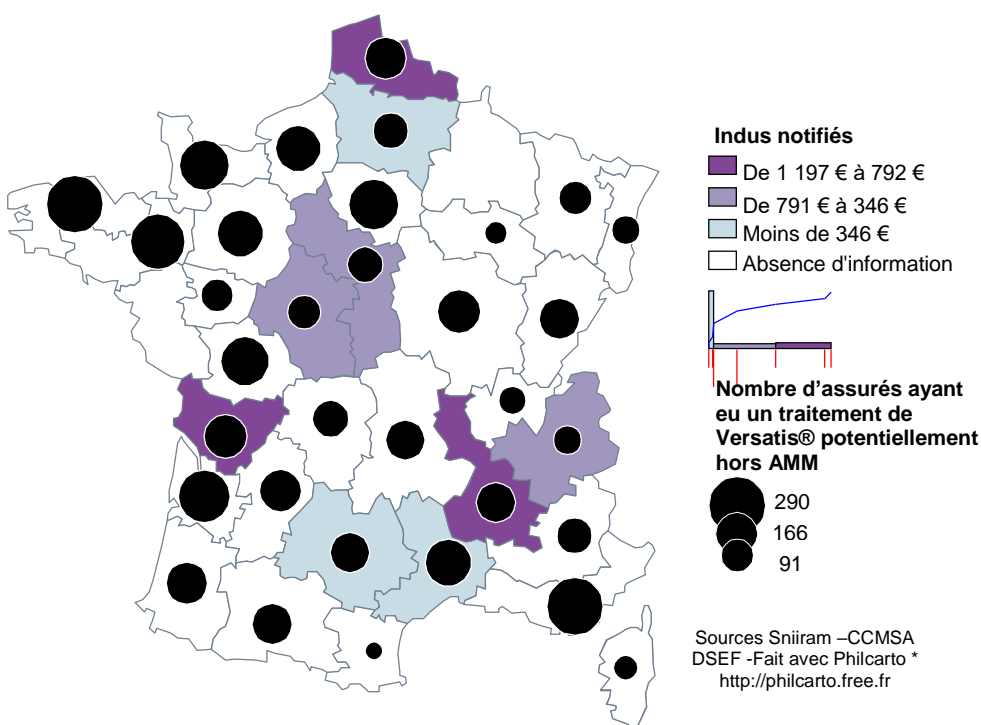 Indus notifiés
De 1 197 € à 792 €
De 791 € à 346 €
Moins de 346 €
Absence d'information
Nombre d’assurés ayant
eu un traitement de
Versatis® potentiellement
hors AMM
290
166
91
Sources Sniiram –CCMSA
DSEF -Fait avec Philcarto *
http://philcarto.free.fr